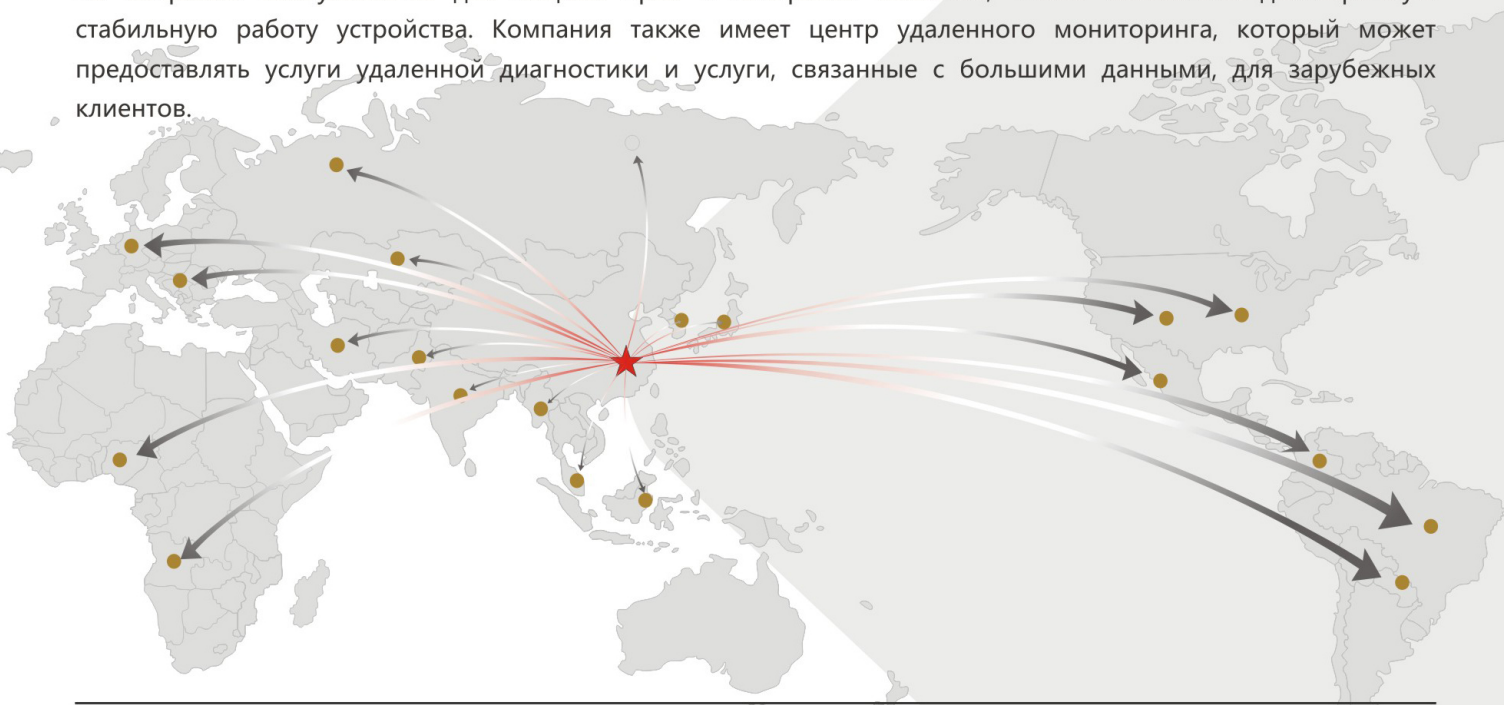 стабильную работу устройства. Компания также имеет центр удаленного мониторинга, который может
предоставлять услуги удаленной диагностики и услуги, связанные с большими данными, для зарубежных
клиентов.